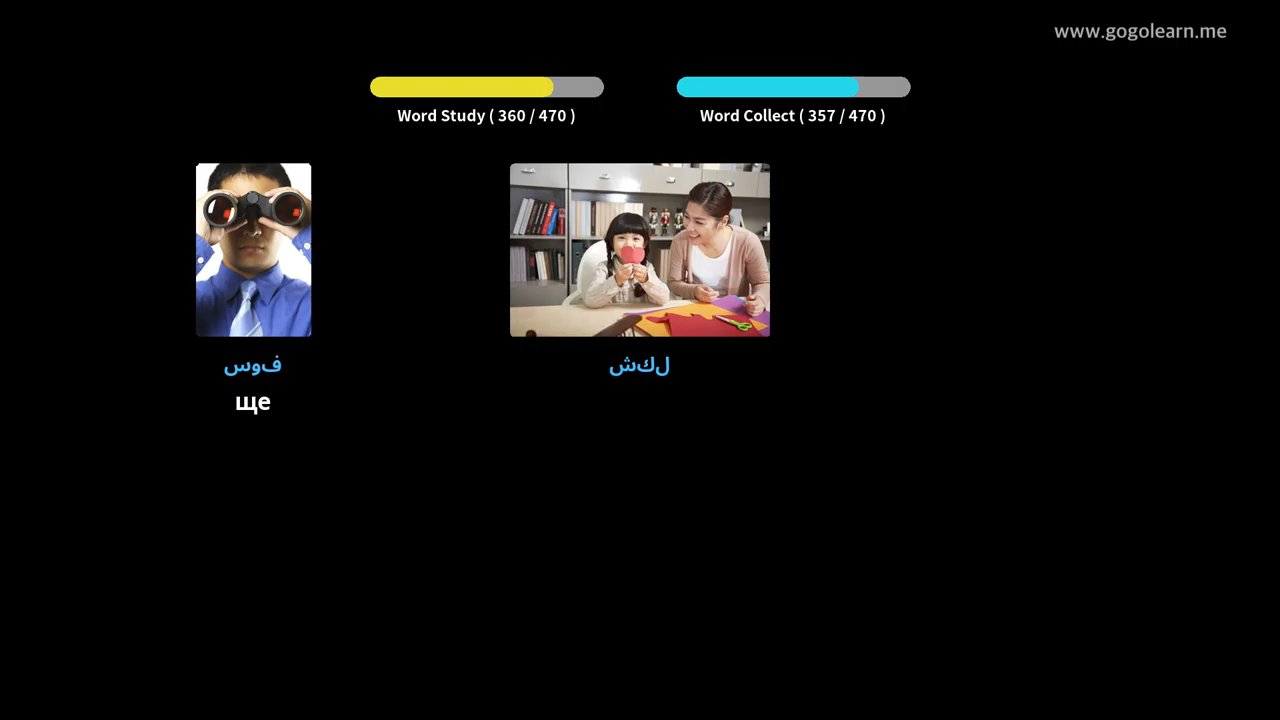 www.gogolearn.me
Word Study ( 360 / 470 )
Word Collect ( 357 / 470 )
فوس
لكش
ще